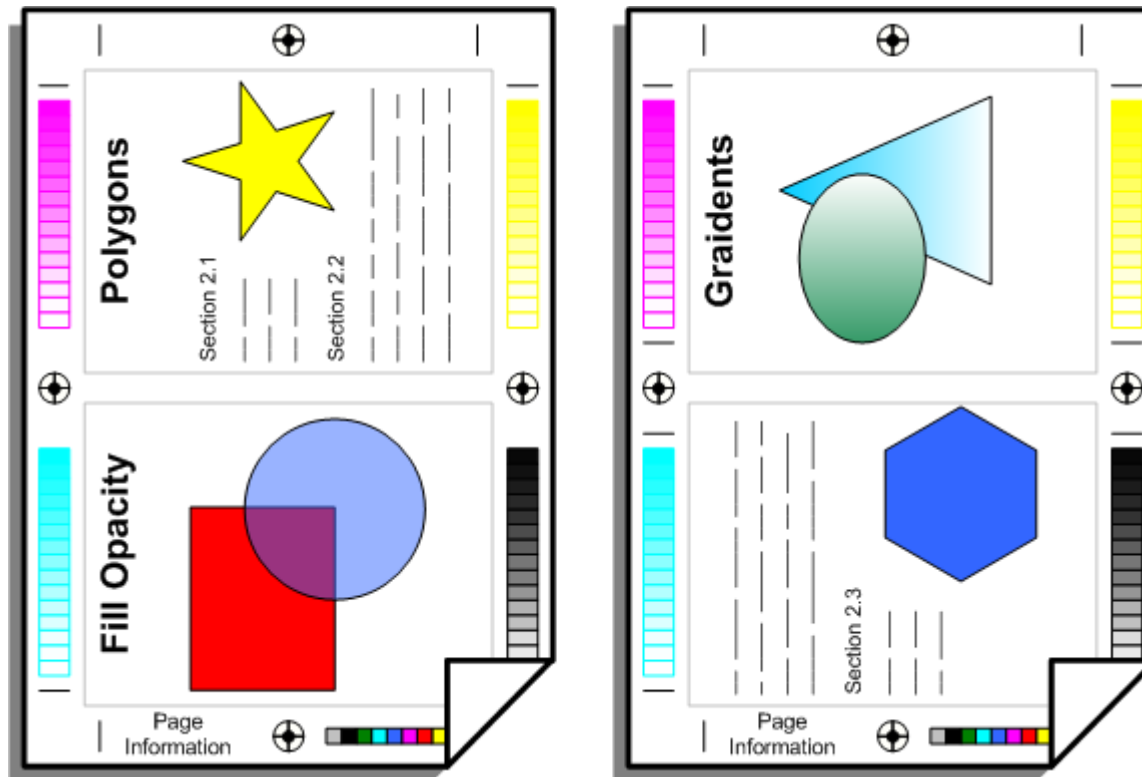 Polygons
Section 2.1
Section 2.2
Fill Opacity
Page
Information
Graidents
Section 2.3
Page
Information